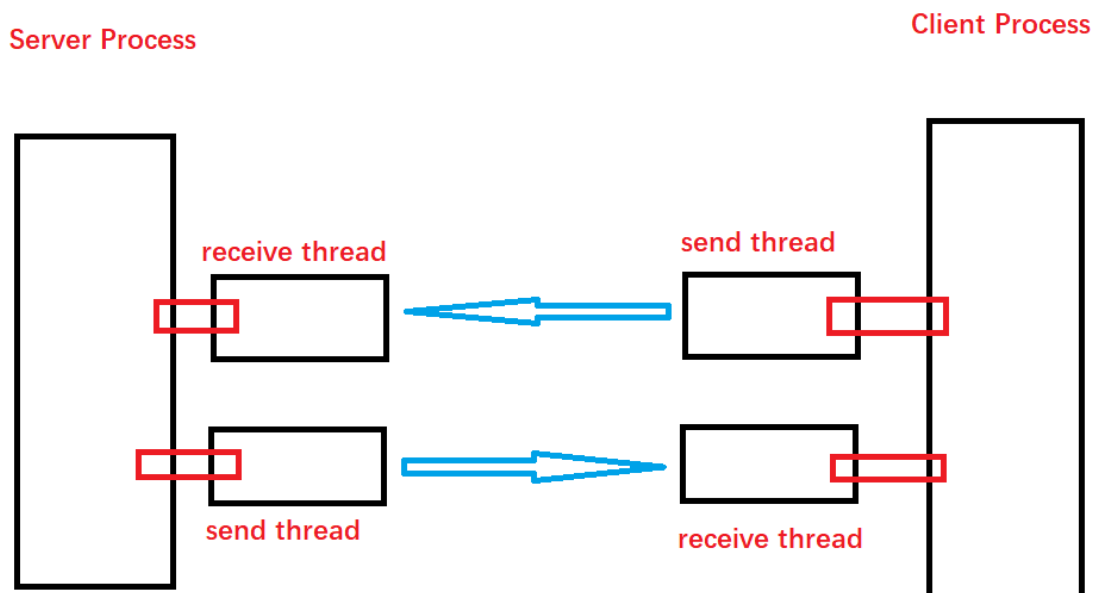 Server Process
Client Process
receive thread
send thread
send thread
receive thread